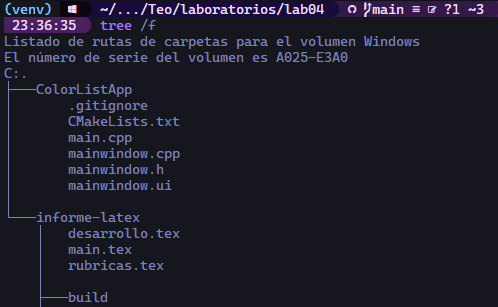 (venv) ~/.../Teo/laboratorios/lab04 main ≡ ?1 ~3
23:36:35 tree /f
Listado de rutas de carpetas para el volumen Windows
El número de serie del volumen es A025-E3A0
C:.
├───ColorListApp
│       .gitignore
│       CMakeLists.txt
│       main.cpp
│       mainwindow.cpp
│       mainwindow.h
│       mainwindow.ui
│
└───informe-latex
    │   desarrollo.tex
    │   main.tex
    │   rubricas.tex
    │
    ├───build